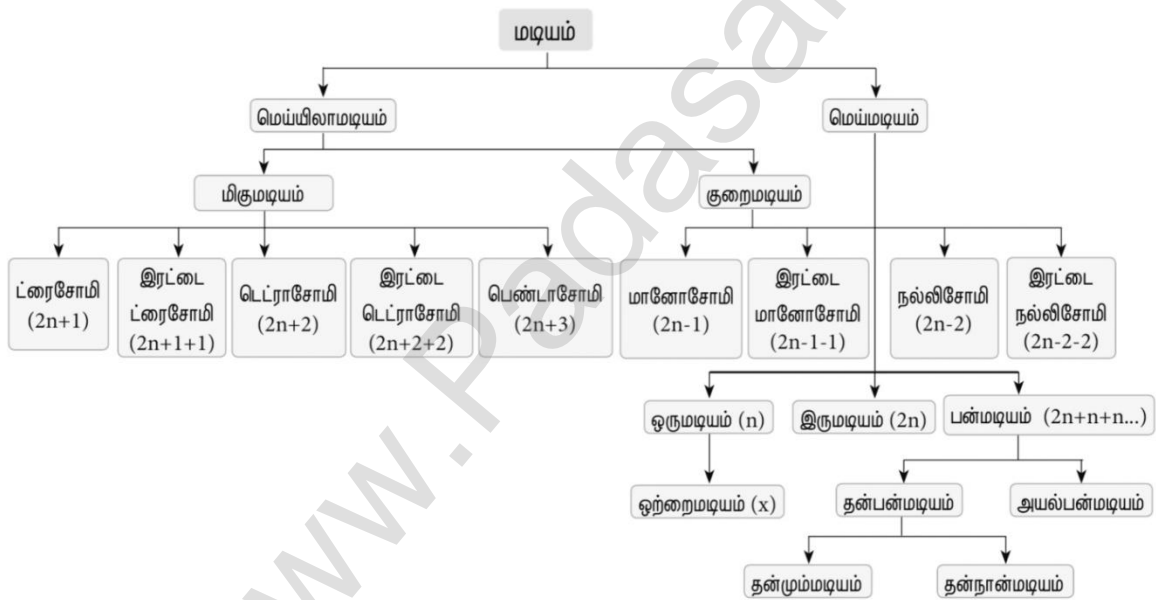 மடியம்
மெய்யிலாமடியம்
மெய்மடியம்
மிகுமடியம்
குறைமடியம்
ட்ரைசோமி
(2n+1)
இரட்டை
ட்ரைசோமி
(2n+1+1)
டெட்ராசோமி
(2n+2)
இரட்டை
டெட்ராசோமி
(2n+2+2)
பெண்டாசோமி
(2n+3)
மானோசோமி
(2n-1)
இரட்டை
மானோசோமி
(2n-1-1)
நல்லிசோமி
(2n-2)
இரட்டை
நல்லிசோமி
(2n-2-2)
ஒருமடியம் (n)
இருமடியம் (2n)
பன்மடியம் (2n+n+n...)
ஒற்றைமடியம் (x)
தன்பன்மடியம்
அயல்பன்மடியம்
தன்மும்மடியம்
தன்நான்மடியம்
www.Padasa